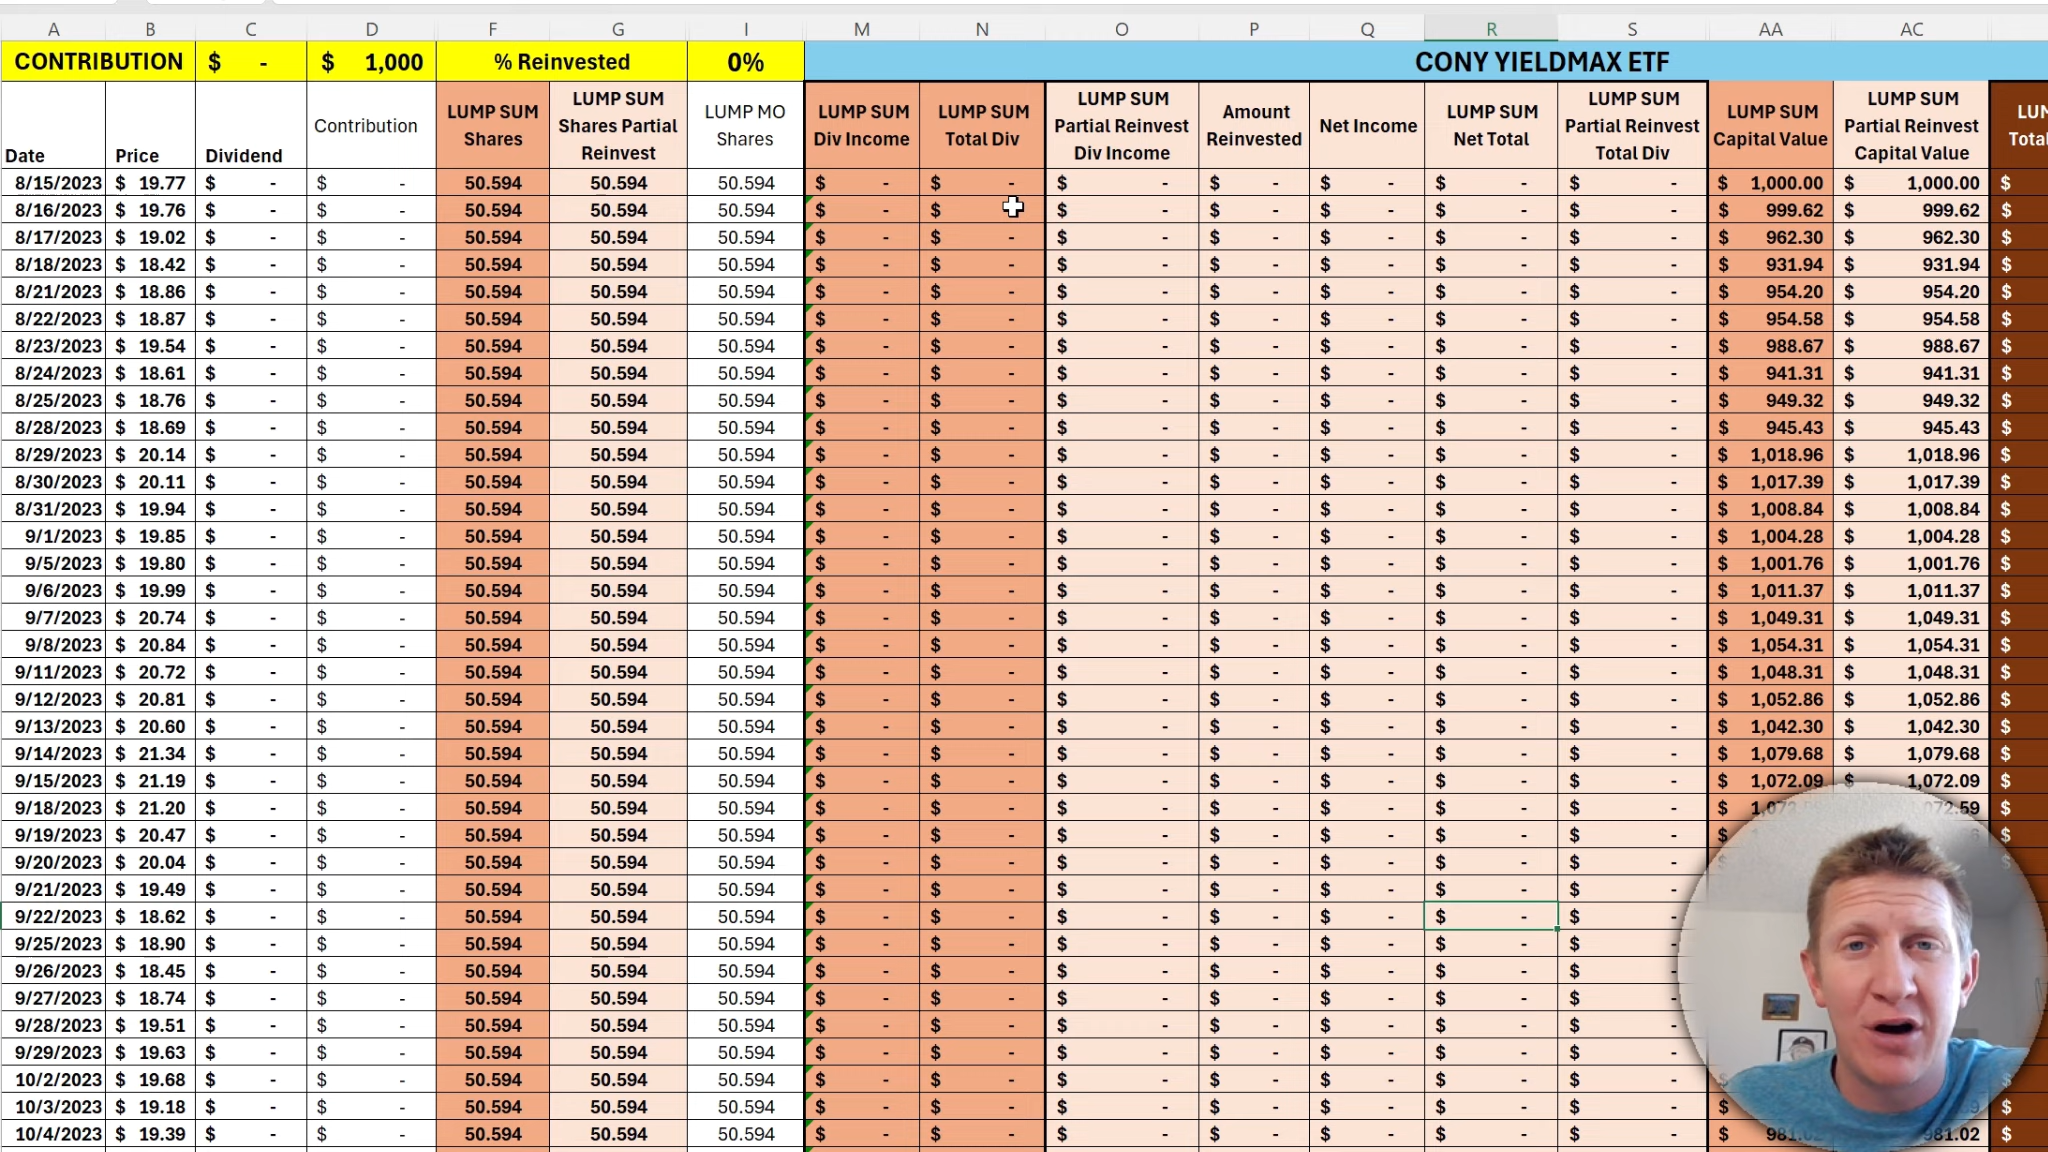 A B C D F G I M N O P Q R S AA AC
CONTRIBUTION $ - $ 1,000 % Reinvested 0% CONY YIELDMAX ETF
Date Price Dividend Contribution LUMP SUM Shares LUMP SUM Shares Partial Reinvest LUMP MO Shares LUMP SUM Div Income LUMP SUM Total Div LUMP SUM Partial Reinvest Div Income Amount Reinvested Net Income LUMP SUM Net Total LUMP SUM Partial Reinvest Total Div LUMP SUM Capital Value LUMP SUM Partial Reinvest Capital Value
8/15/2023 $ 19.77 $ - $ - 50.594 50.594 50.594 $ - $ - $ - $ - $ - $ - $ - $ 1,000.00 $ 1,000.00 $
8/16/2023 $ 19.76 $ - $ - 50.594 50.594 50.594 $ - $ - $ - $ - $ - $ - $ - $ 999.62 $ 999.62 $
8/17/2023 $ 19.02 $ - $ - 50.594 50.594 50.594 $ - $ - $ - $ - $ - $ - $ - $ 962.30 $ 962.30 $
8/18/2023 $ 18.42 $ - $ - 50.594 50.594 50.594 $ - $ - $ - $ - $ - $ - $ - $ 931.94 $ 931.94 $
8/21/2023 $ 18.86 $ - $ - 50.594 50.594 50.594 $ - $ - $ - $ - $ - $ - $ - $ 954.20 $ 954.20 $
8/22/2023 $ 18.87 $ - $ - 50.594 50.594 50.594 $ - $ - $ - $ - $ - $ - $ - $ 954.58 $ 954.58 $
8/23/2023 $ 19.54 $ - $ - 50.594 50.594 50.594 $ - $ - $ - $ - $ - $ - $ - $ 988.67 $ 988.67 $
8/24/2023 $ 18.61 $ - $ - 50.594 50.594 50.594 $ - $ - $ - $ - $ - $ - $ - $ 941.31 $ 941.31 $
8/25/2023 $ 18.76 $ - $ - 50.594 50.594 50.594 $ - $ - $ - $ - $ - $ - $ - $ 949.32 $ 949.32 $
8/28/2023 $ 18.69 $ - $ - 50.594 50.594 50.594 $ - $ - $ - $ - $ - $ - $ - $ 945.43 $ 945.43 $
8/29/2023 $ 20.14 $ - $ - 50.594 50.594 50.594 $ - $ - $ - $ - $ - $ - $ - $ 1,018.96 $ 1,018.96 $
8/30/2023 $ 20.11 $ - $ - 50.594 50.594 50.594 $ - $ - $ - $ - $ - $ - $ - $ 1,017.39 $ 1,017.39 $
8/31/2023 $ 19.94 $ - $ - 50.594 50.594 50.594 $ - $ - $ - $ - $ - $ - $ - $ 1,008.84 $ 1,008.84 $
9/1/2023 $ 19.85 $ - $ - 50.594 50.594 50.594 $ - $ - $ - $ - $ - $ - $ - $ 1,004.28 $ 1,004.28 $
9/5/2023 $ 19.80 $ - $ - 50.594 50.594 50.594 $ - $ - $ - $ - $ - $ - $ - $ 1,001.76 $ 1,001.76 $
9/6/2023 $ 19.99 $ - $ - 50.594 50.594 50.594 $ - $ - $ - $ - $ - $ - $ - $ 1,011.37 $ 1,011.37 $
9/7/2023 $ 20.74 $ - $ - 50.594 50.594 50.594 $ - $ - $ - $ - $ - $ - $ - $ 1,049.31 $ 1,049.31 $
9/8/2023 $ 20.84 $ - $ - 50.594 50.594 50.594 $ - $ - $ - $ - $ - $ - $ - $ 1,054.31 $ 1,054.31 $
9/11/2023 $ 20.72 $ - $ - 50.594 50.594 50.594 $ - $ - $ - $ - $ - $ - $ - $ 1,048.31 $ 1,048.31 $
9/12/2023 $ 20.81 $ - $ - 50.594 50.594 50.594 $ - $ - $ - $ - $ - $ - $ - $ 1,052.86 $ 1,052.86 $
9/13/2023 $ 20.60 $ - $ - 50.594 50.594 50.594 $ - $ - $ - $ - $ - $ - $ - $ 1,042.30 $ 1,042.30 $
9/14/2023 $ 21.34 $ - $ - 50.594 50.594 50.594 $ - $ - $ - $ - $ - $ - $ - $ 1,079.68 $ 1,079.68 $
9/15/2023 $ 21.19 $ - $ - 50.594 50.594 50.594 $ - $ - $ - $ - $ - $ - $ - $ 1,072.09 $ 1,072.09 $
9/18/2023 $ 21.20 $ - $ - 50.594 50.594 50.594 $ - $ - $ - $ - $ - $ - $ - $ $
9/19/2023 $ 20.47 $ - $ - 50.594 50.594 50.594 $ - $ - $ - $ - $ - $ - $ - $
9/20/2023 $ 20.04 $ - $ - 50.594 50.594 50.594 $ - $ - $ - $ - $ - $ - $ -
9/21/2023 $ 19.49 $ - $ - 50.594 50.594 50.594 $ - $ - $ - $ - $ - $ - $ -
9/22/2023 $ 18.62 $ - $ - 50.594 50.594 50.594 $ - $ - $ - $ - $ - $ - $ -
9/25/2023 $ 18.90 $ - $ - 50.594 50.594 50.594 $ - $ - $ - $ - $ - $ - $ -
9/26/2023 $ 18.45 $ - $ - 50.594 50.594 50.594 $ - $ - $ - $ - $ - $ - $ -
9/27/2023 $ 18.74 $ - $ - 50.594 50.594 50.594 $ - $ - $ - $ - $ - $ - $ -
9/28/2023 $ 19.51 $ - $ - 50.594 50.594 50.594 $ - $ - $ - $ - $ - $ - $ -
9/29/2023 $ 19.63 $ - $ - 50.594 50.594 50.594 $ - $ - $ - $ - $ - $ - $ -
10/2/2023 $ 19.68 $ - $ - 50.594 50.594 50.594 $ - $ - $ - $ - $ - $ - $ -
10/3/2023 $ 19.18 $ - $ - 50.594 50.594 50.594 $ - $ - $ - $ - $ - $ - $ - $
10/4/2023 $ 19.39 $ - $ - 50.594 50.594 50.594 $ - $ - $ - $ - $ - $ - $ - $ 981.02 $